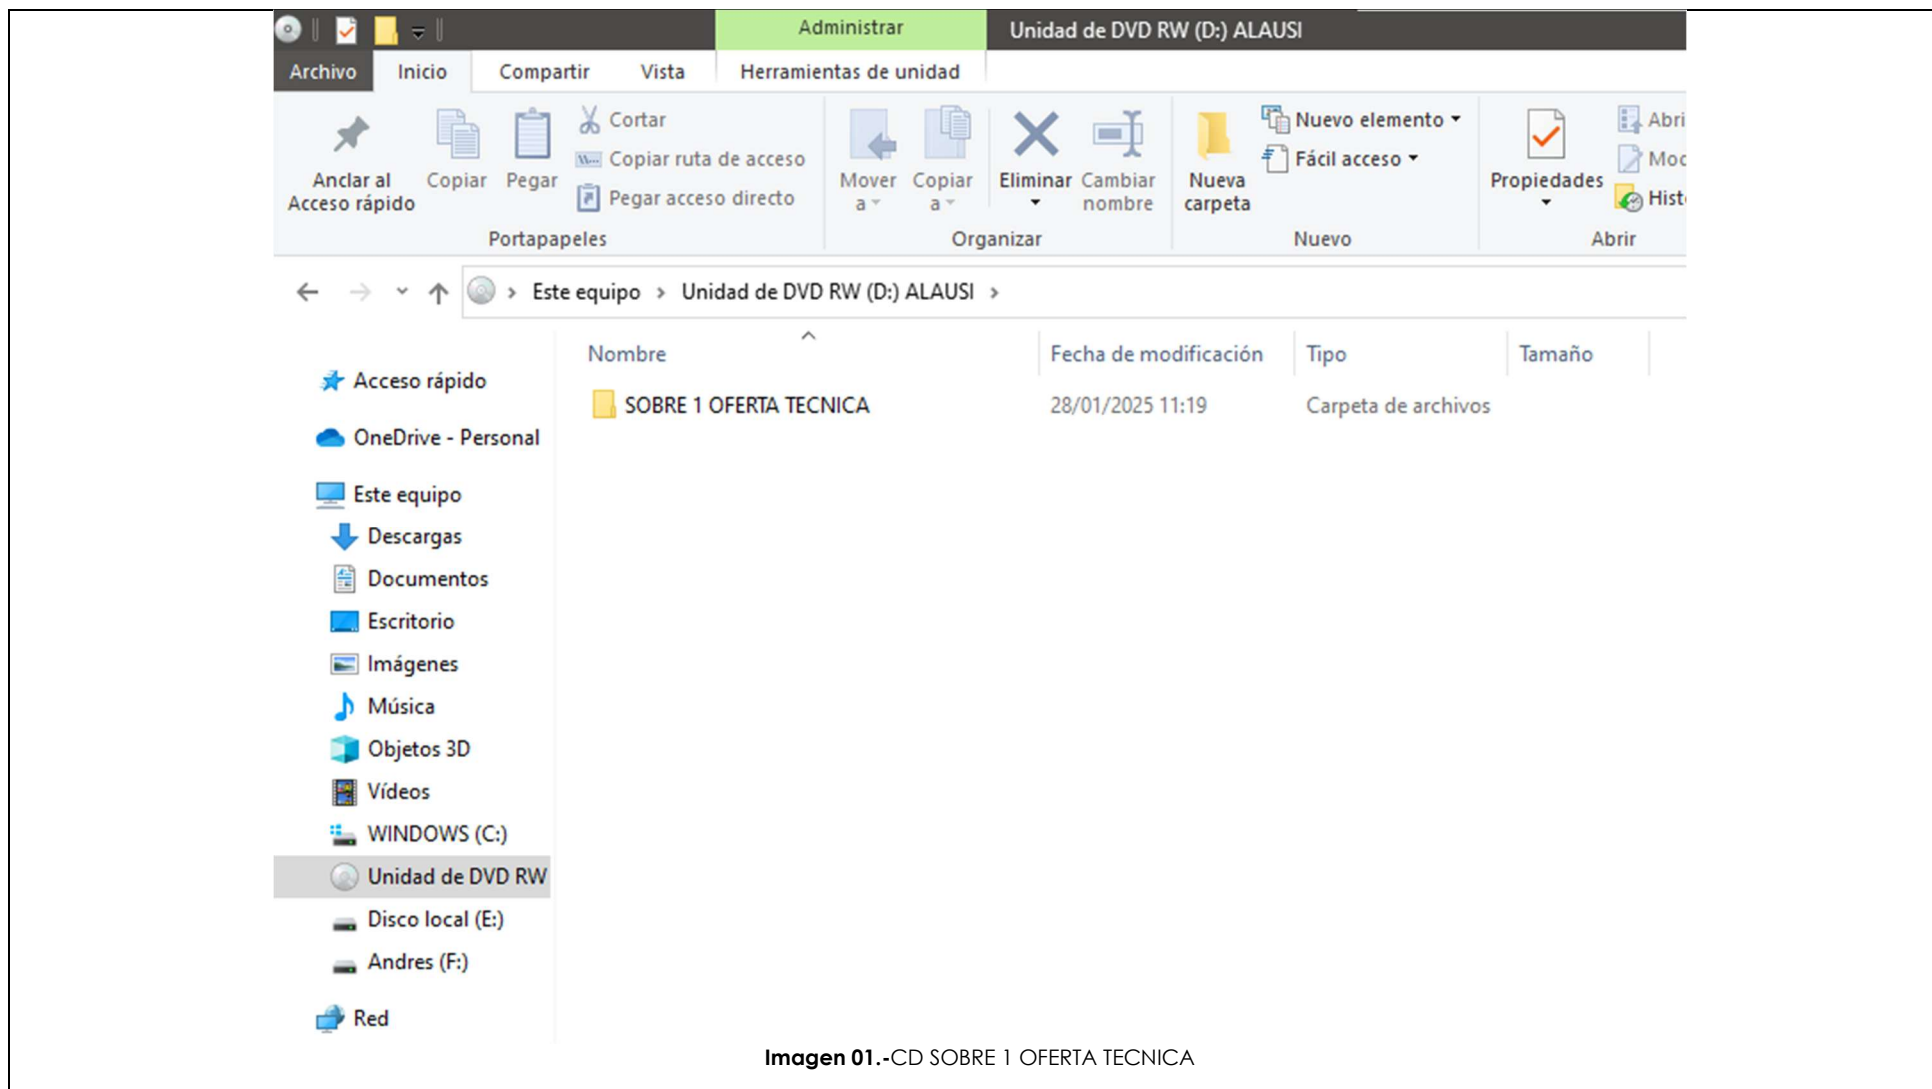 Administrar
Unidad de DVD RW (D:) ALAUSI
Archivo Inicio Compartir Vista Herramientas de unidad
Anclar al
Acceso rápido
Copiar
Pegar
Cortar
Copiar ruta de acceso
Pegar acceso directo
Mover
a
Copiar
a
Eliminar
Cambiar
nombre
Nueva
carpeta
Nuevo elemento
Fácil acceso
Propiedades
Abri
Hist
Portapapeles Organizar Nuevo Abrir
Este equipo > Unidad de DVD RW (D:) ALAUSI >
Nombre Fecha de modificación Tipo Tamaño
SOBRE 1 OFERTA TECNICA 28/01/2025 11:19 Carpeta de archivos
Acceso rápido
OneDrive - Personal
Este equipo
Descargas
Documentos
Escritorio
Imágenes
Música
Objetos 3D
Vídeos
WINDOWS (C:)
Unidad de DVD RW
Disco local (E:)
Andres (F:)
Red
Imagen 01.-CD SOBRE 1 OFERTA TECNICA